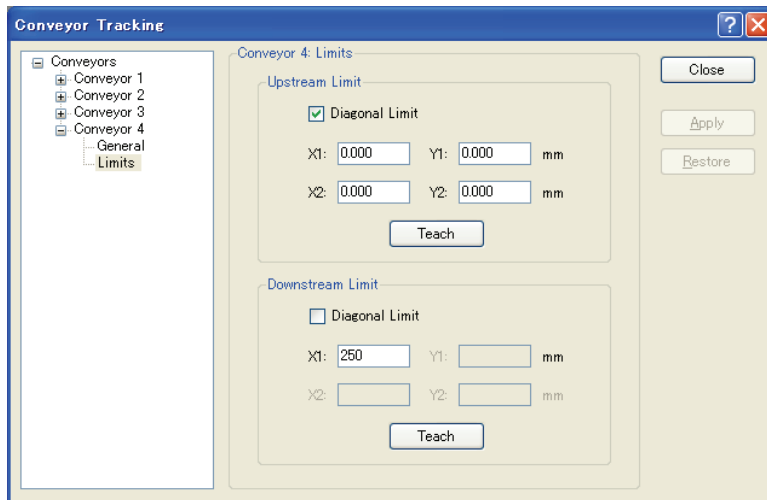 Conveyor Tracking
Conveyors
Conveyor 1
Conveyor 2
Conveyor 3
Conveyor 4
General
Limits
Conveyor 4: Limits
Upstream Limit
Diagonal Limit
X1: 0.000 Y1: 0.000 mm
X2: 0.000 Y2: 0.000 mm
Teach
Downstream Limit
Diagonal Limit
X1: 250 Y1: mm
X2: Y2: mm
Teach
Close
Apply
Restore